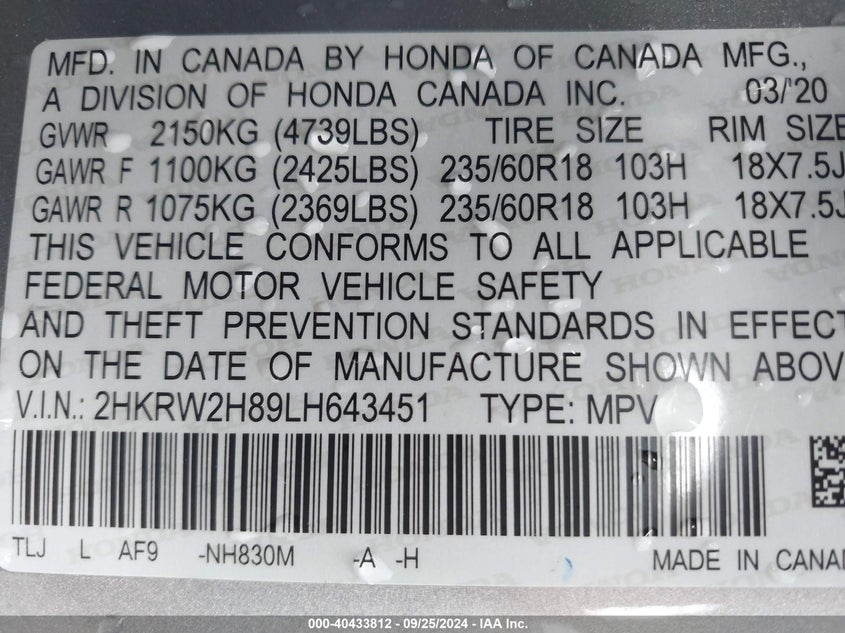 MFD. IN CANADA BY HONDA OF CANADA MFG.,
A DIVISION OF HONDA CANADA INC. 03/'20
GVWR 2150KG (4739LBS) TIRE SIZE RIM SIZE
GAWR F 1100KG (2425LBS) 235/60R18 103H 18X7.5J
GAWR R 1075KG (2369LBS) 235/60R18 103H 18X7.5J
THIS VEHICLE CONFORMS TO ALL APPLICABLE
FEDERAL MOTOR VEHICLE SAFETY
AND THEFT PREVENTION STANDARDS IN EFFECT
ON THE DATE OF MANUFACTURE SHOWN ABOV
V.I.N.: 2HKRW2H89LH643451 TYPE: MPV
TLJ L AF9 -NH830M -A -H MADE IN CANAD
000-40433812 - 09/25/2024 - IAA Inc.